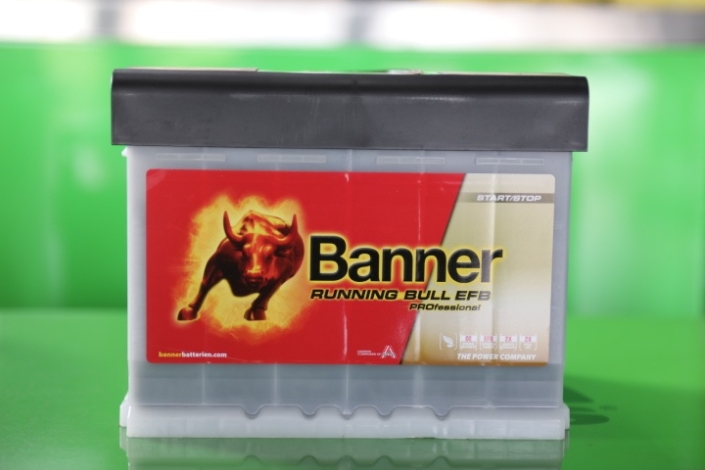 START/STOP
Banner
RUNNING BULL EFB
PROfessional
bannerbatterien.com
THE POWER COMPANY